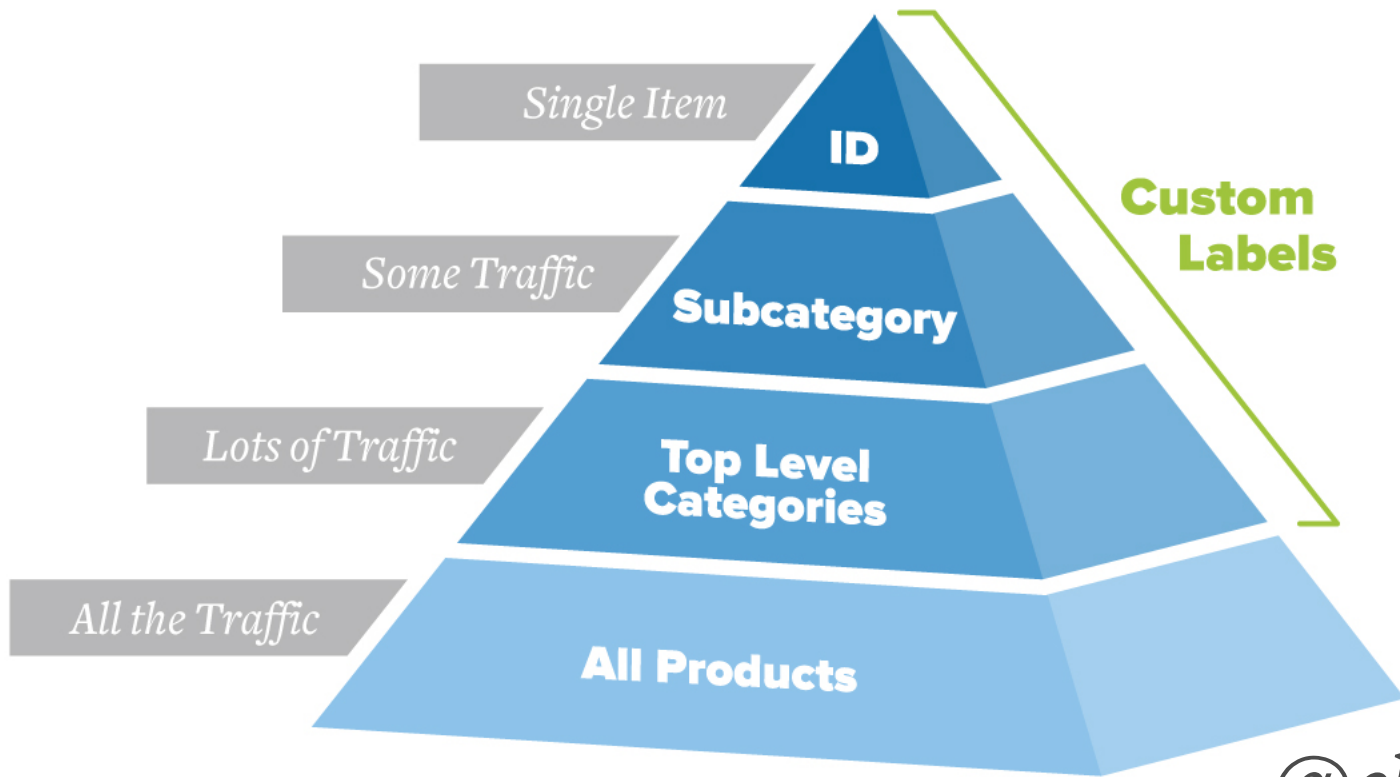 Single Item
ID
Custom
Labels
Some Traffic
Subcategory
Lots of Traffic
Top Level
Categories
All the Traffic
All Products